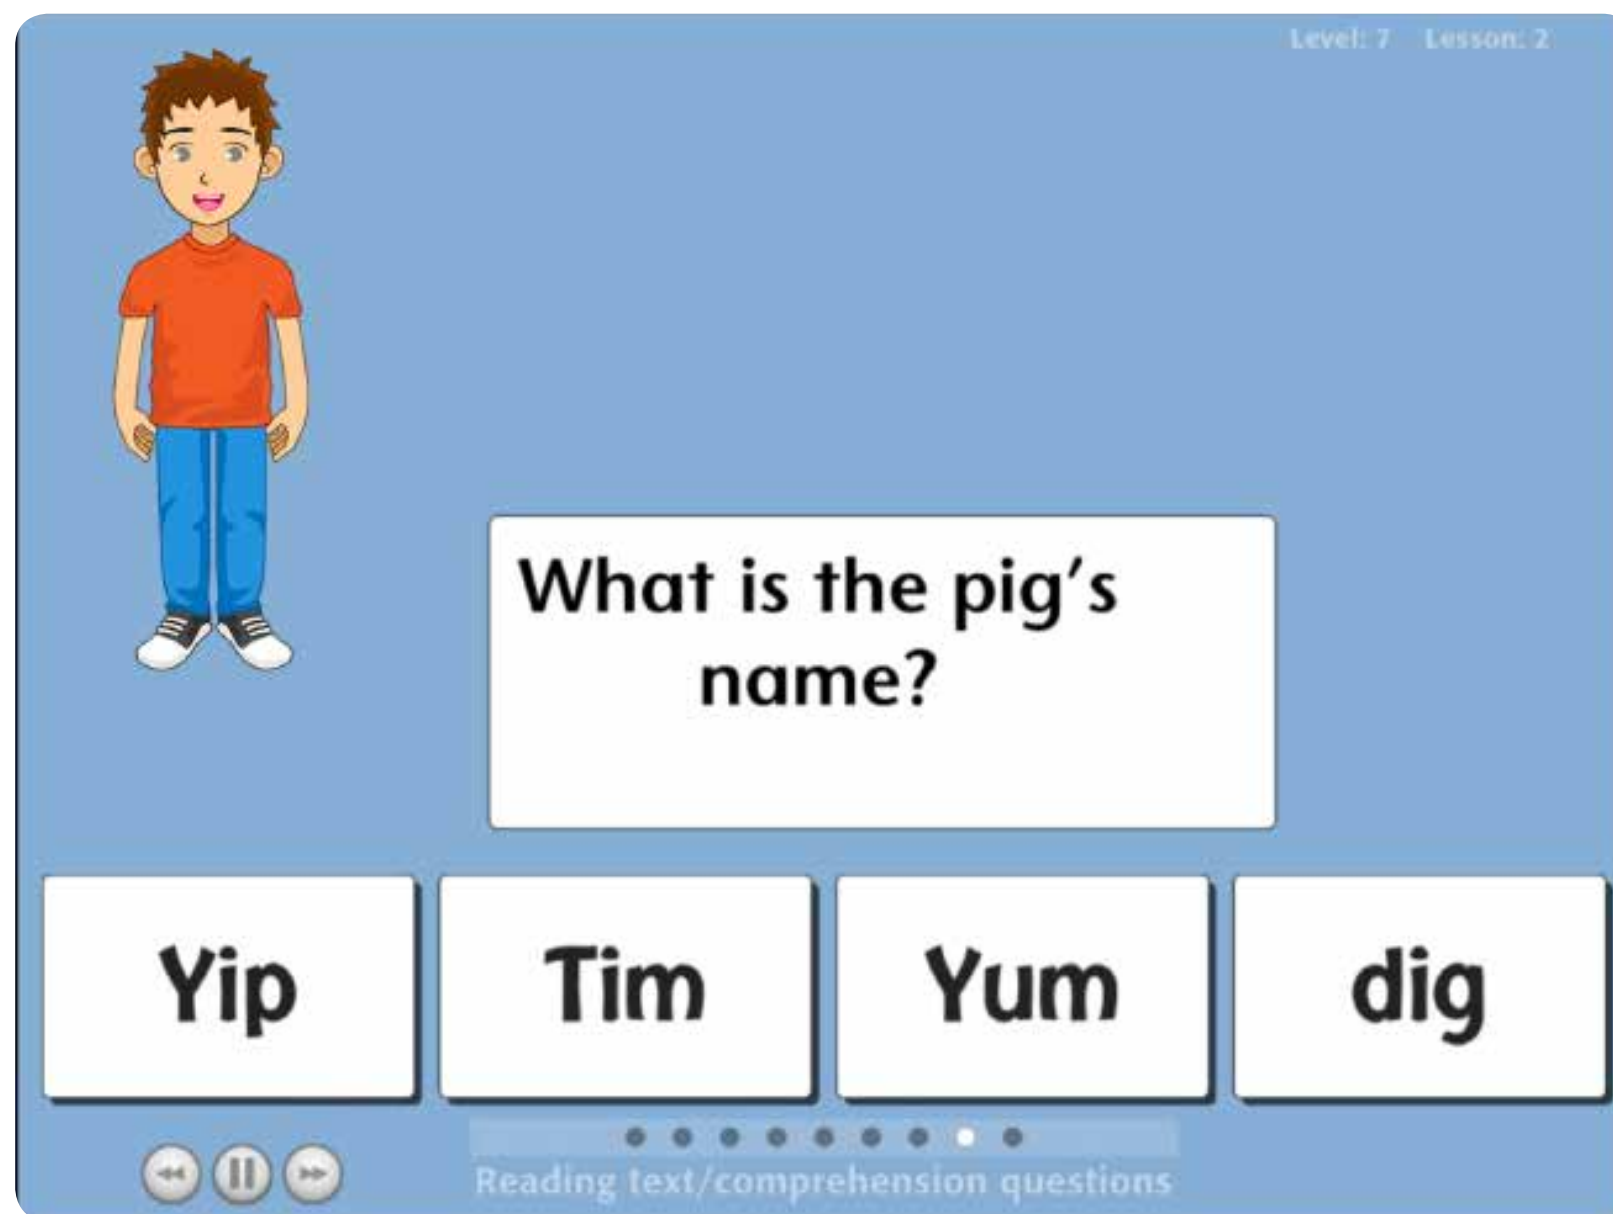 Level: 7 Lesson: 2
What is the pig's
name?
Yip
Tim
Yum
dig
Reading text/comprehension questions